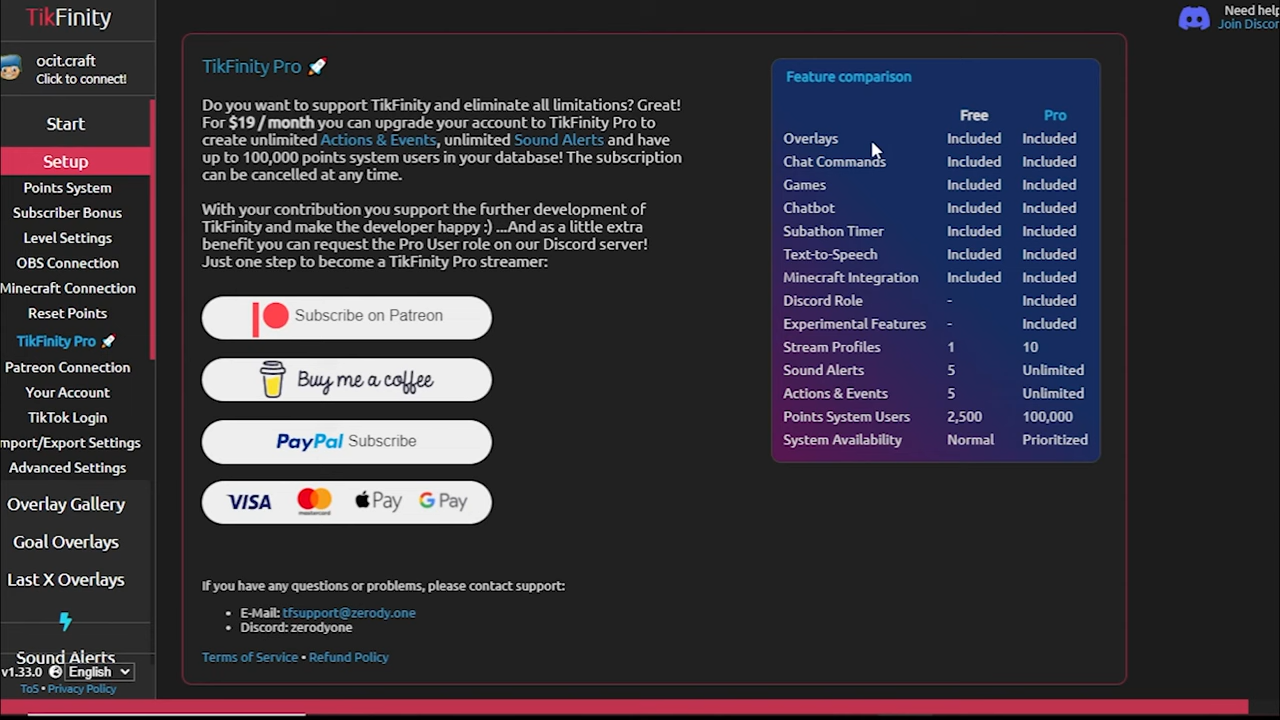 TikFinity
ocit.craft
Click to connect!
Start
Setup
Points System
Subscriber Bonus
Level Settings
OBS Connection
Minecraft Connection
Reset Points
TikFinity Pro 🚀
Patreon Connection
Your Account
TikTok Login
mport/Export Settings
Advanced Settings
Overlay Gallery
Goal Overlays
Last X Overlays
Sound Alerts
v1.33.0 English
ToS • Privacy Policy
TikFinity Pro 🚀
Do you want to support TikFinity and eliminate all limitations? Great!
For $19 / month you can upgrade your account to TikFinity Pro to
create unlimited Actions & Events, unlimited Sound Alerts and have
up to 100,000 points system users in your database! The subscription
can be cancelled at any time.
With your contribution you support the further development of
TikFinity and make the developer happy :) ...And as a little extra
benefit you can request the Pro User role on our Discord server!
Just one step to become a TikFinity Pro streamer:
Subscribe on Patreon
Buy me a coffee
PayPal Subscribe
VISA mastercard Pay G Pay
If you have any questions or problems, please contact support:
• E-Mail: tfsupport@zerody.one
• Discord: zerodyone
Terms of Service • Refund Policy
Feature comparison
Free Pro
Overlays Included Included
Chat Commands Included Included
Games Included Included
Chatbot Included Included
Subathon Timer Included Included
Text-to-Speech Included Included
Minecraft Integration Included Included
Discord Role - Included
Experimental Features - Included
Stream Profiles 1 10
Sound Alerts 5 Unlimited
Actions & Events 5 Unlimited
Points System Users 2,500 100,000
System Availability Normal Prioritized
Need help
Join Discor